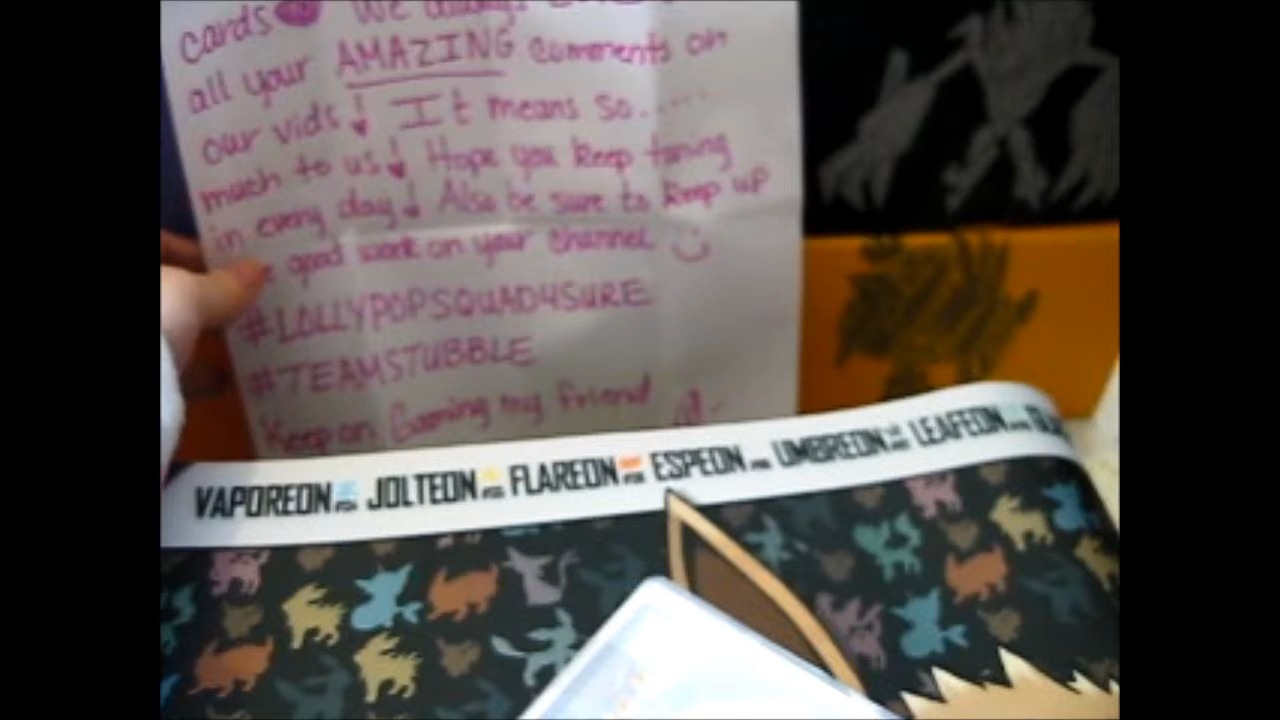 cards We always
all your AMAZING comments on
our vids! It means so.....
much to us! Hope you keep tuning
in every day! Also be sure to keep up
good work on your channel
#LOLLYPOPSQUAD4SURE
#TEAMSTUBBLE
Keep on Gaming my friend
VAPOREON JOLTEON FLAREON ESPEON UMBREON LEAFEON